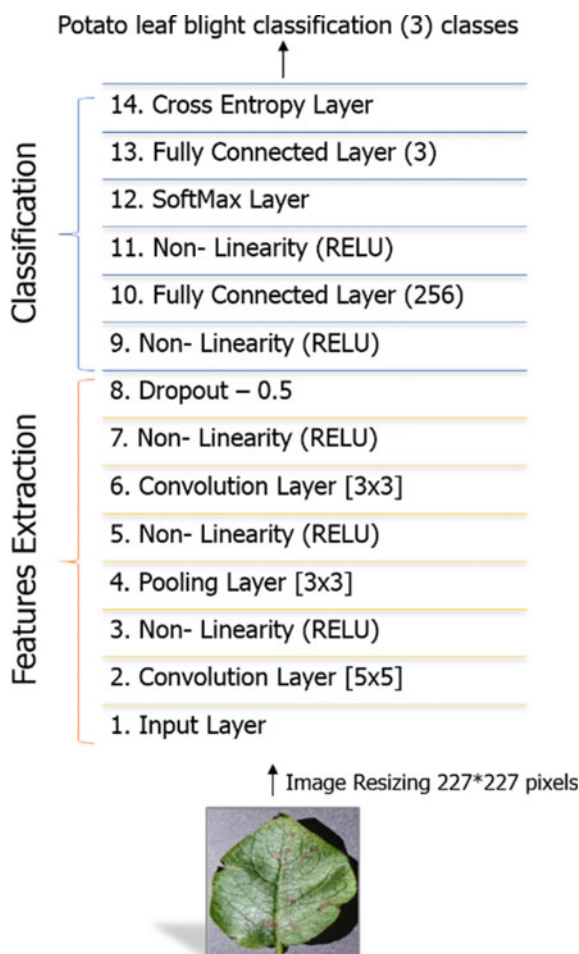 Potato leaf blight classification (3) classes
Classification
14. Cross Entropy Layer
13. Fully Connected Layer (3)
12. SoftMax Layer
11. Non- Linearity (RELU)
10. Fully Connected Layer (256)
9. Non- Linearity (RELU)
Features Extraction
8. Dropout – 0.5
7. Non- Linearity (RELU)
6. Convolution Layer [3x3]
5. Non- Linearity (RELU)
4. Pooling Layer [3x3]
3. Non- Linearity (RELU)
2. Convolution Layer [5x5]
1. Input Layer
Image Resizing 227*227 pixels